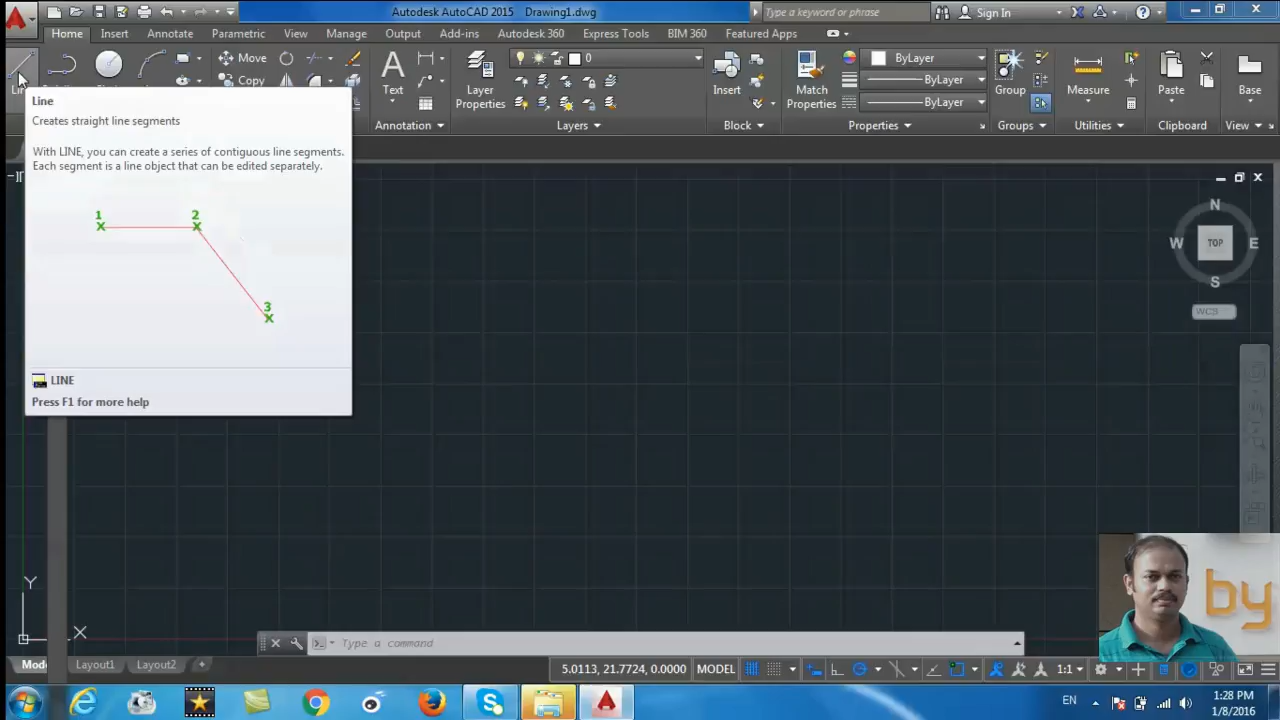 Autodesk AutoCAD 2015 Drawing1.dwg
Type a keyword or phrase
Sign In
Home Insert Annotate Parametric View Manage Output Add-ins Autodesk 360 Express Tools BIM 360 Featured Apps
Move
Copy
Text
Layer
Properties
0
Insert
Match
Properties
ByLayer
ByLayer
ByLayer
Group
Measure
Paste
Base
Annotation
Layers
Block
Properties
Groups
Utilities
Clipboard
View
Line
Creates straight line segments
With LINE, you can create a series of contiguous line segments.
Each segment is a line object that can be edited separately.
1
2
3
LINE
Press F1 for more help
N
W
TOP
E
S
WCS
Y
X
by
Type a command
Layout1
Layout2
5.0113, 21.7724, 0.0000
MODEL
1:1
EN
1:28 PM
1/8/2016